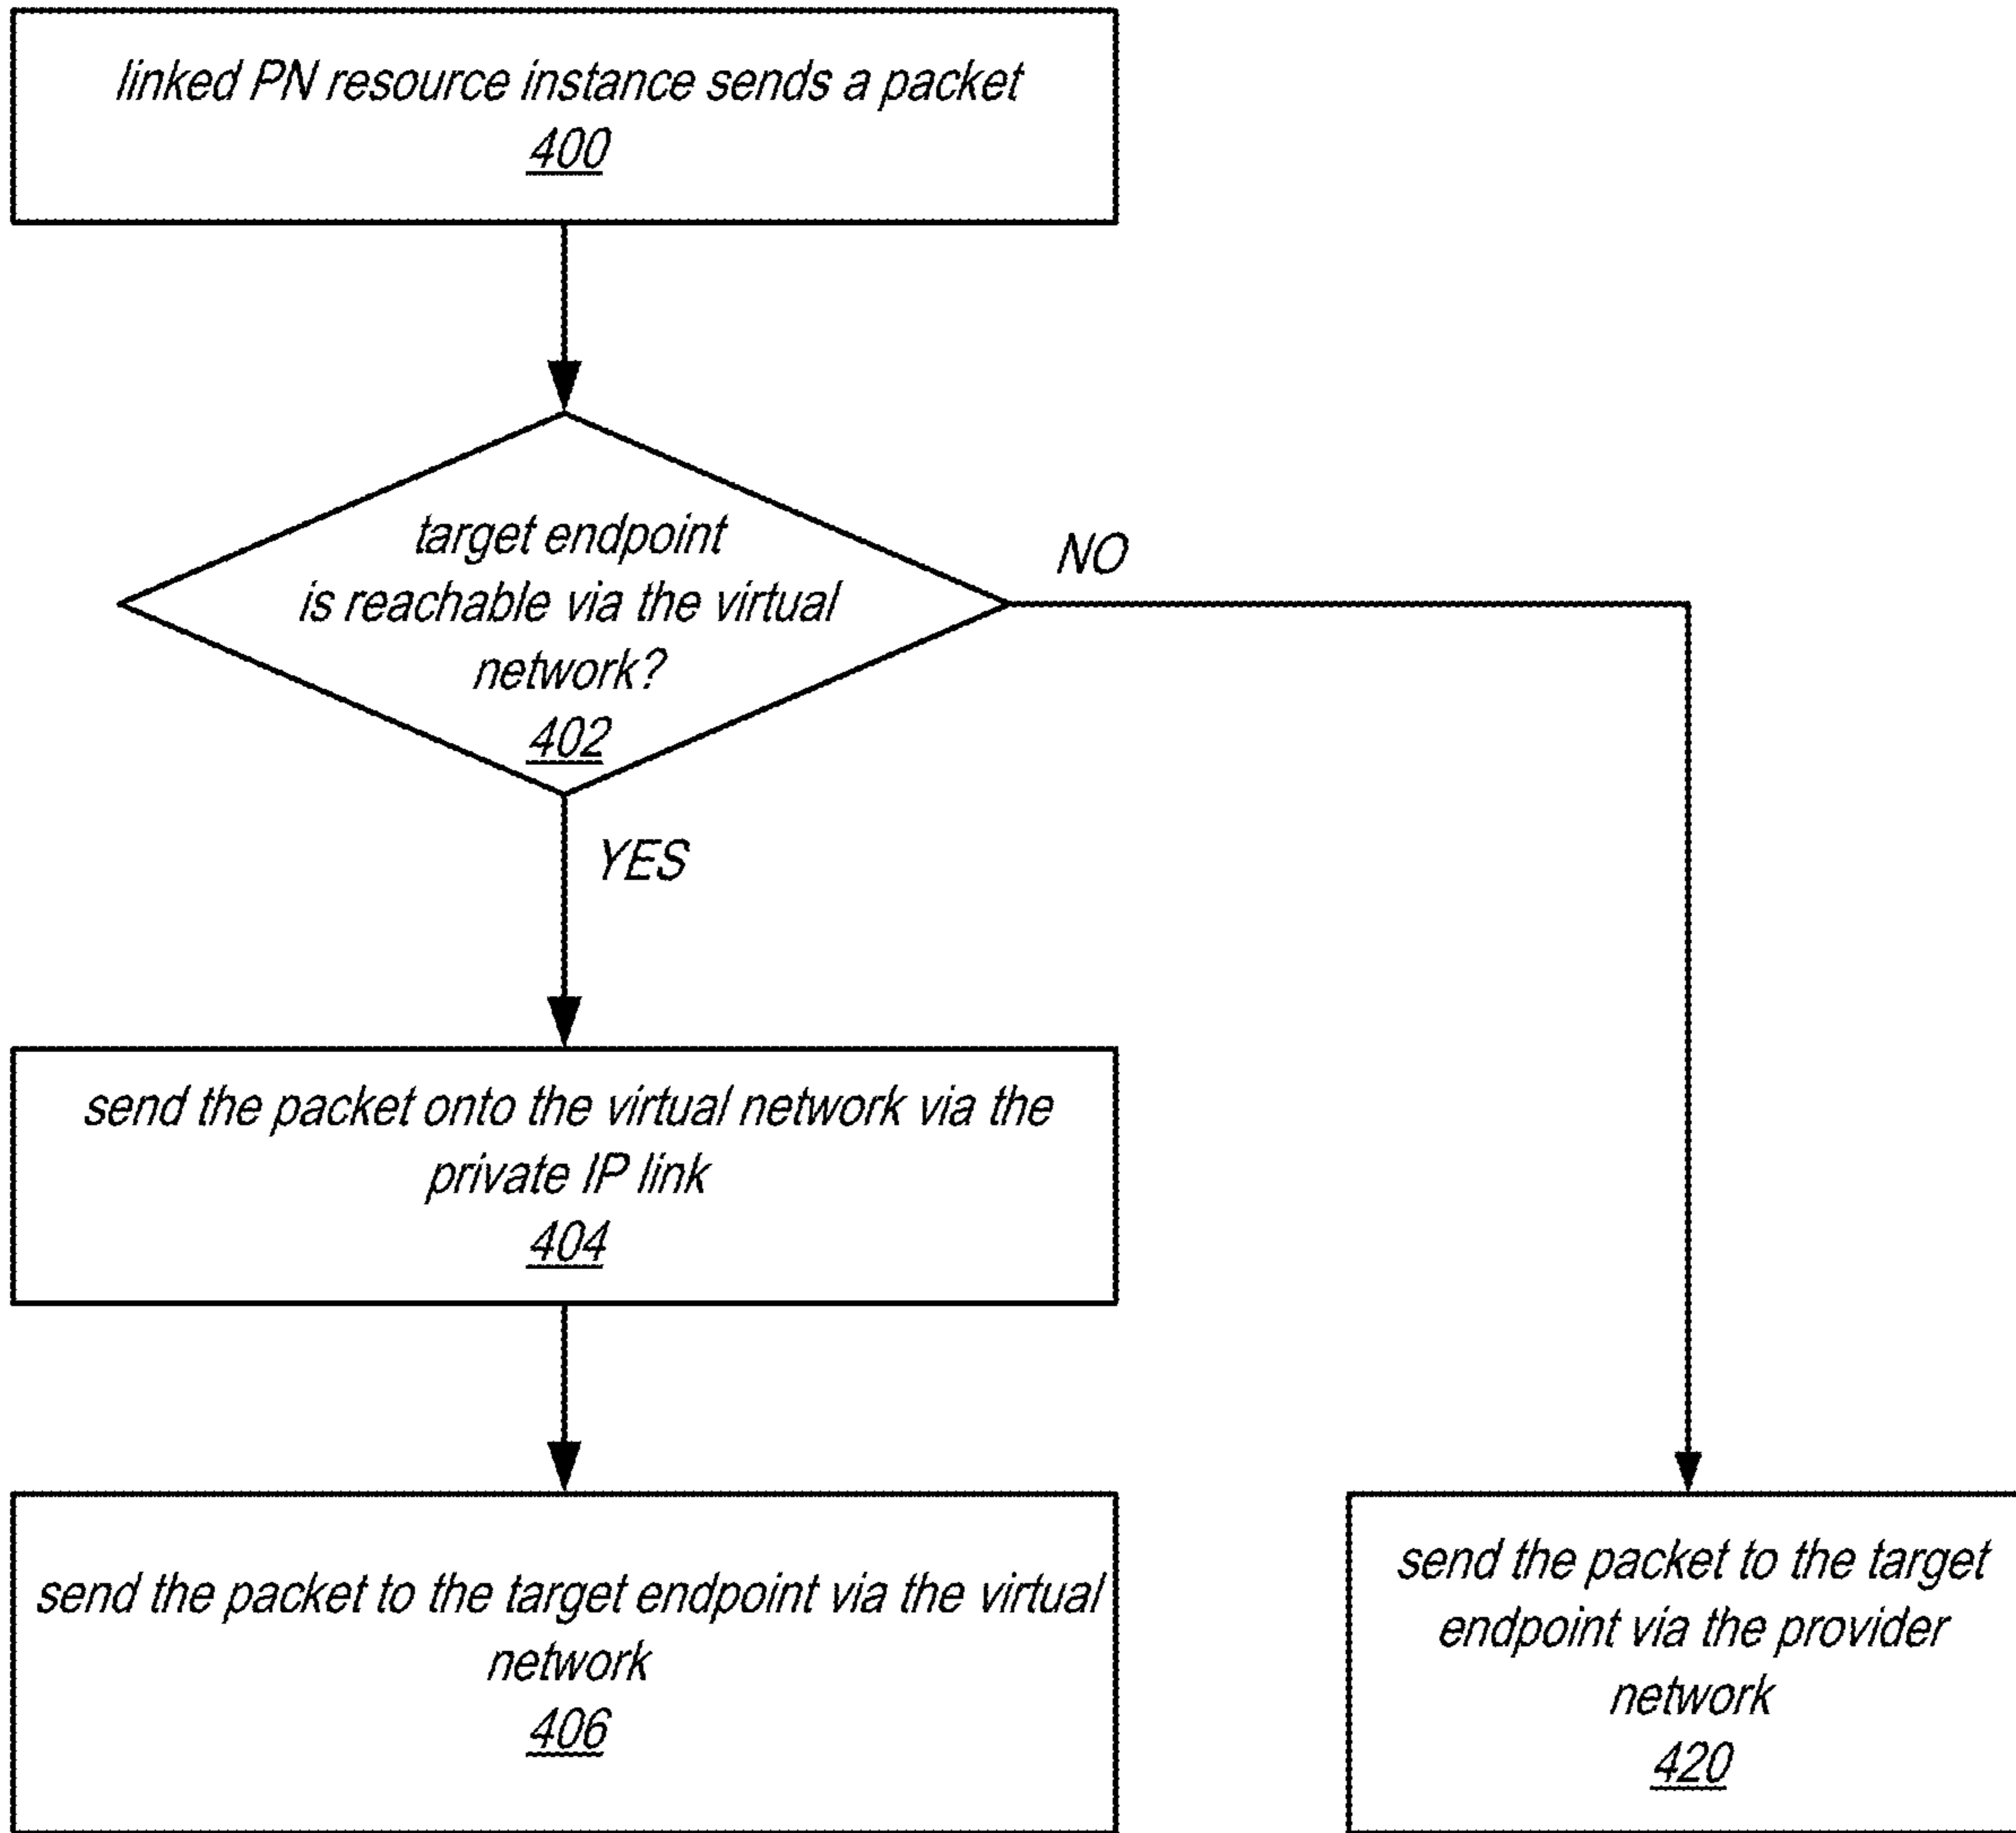 linked PN resource instance sends a packet
400
target endpoint
is reachable via the virtual
network?
402
NO
YES
send the packet onto the virtual network via the
private IP link
404
send the packet to the target endpoint via the virtual
network
406
send the packet to the target
endpoint via the provider
network
420